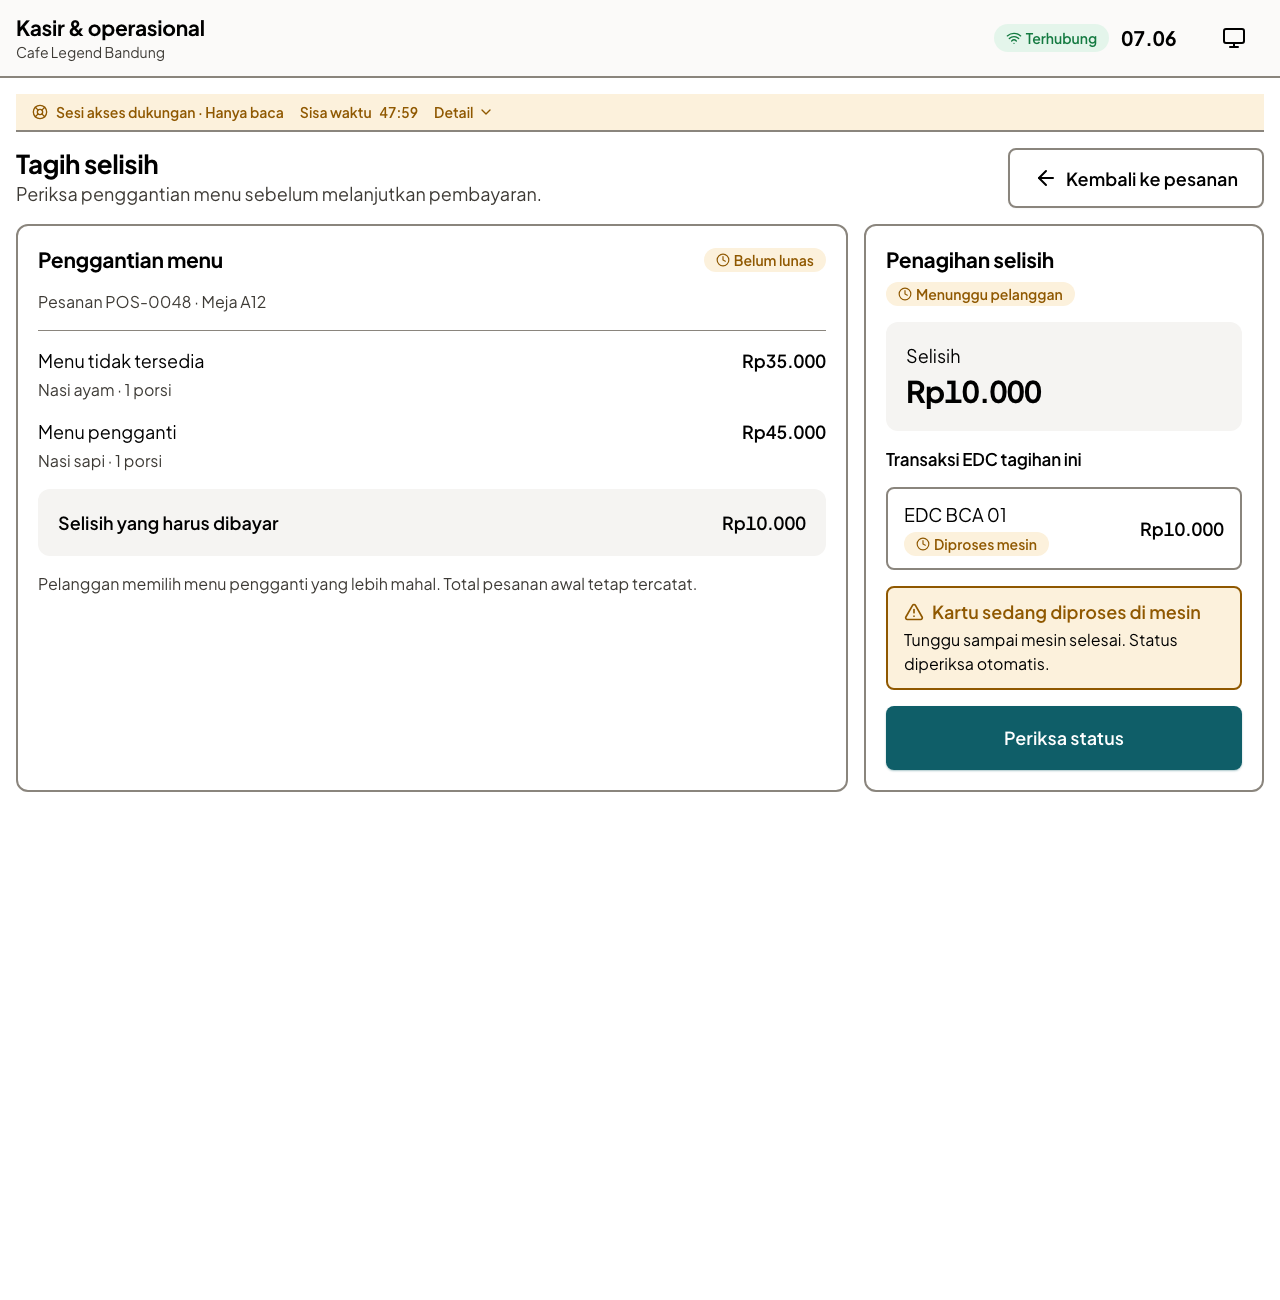 Kasir & operasional
Cafe Legend Bandung
Terhubung
07.06
Sesi akses dukungan · Hanya baca
Sisa waktu 47:59
Detail
Tagih selisih
Periksa penggantian menu sebelum melanjutkan pembayaran.
Kembali ke pesanan
Penggantian menu
Belum lunas
Pesanan POS-0048 · Meja A12
Menu tidak tersedia
Rp35.000
Nasi ayam · 1 porsi
Menu pengganti
Rp45.000
Nasi sapi · 1 porsi
Selisih yang harus dibayar
Rp10.000
Pelanggan memilih menu pengganti yang lebih mahal. Total pesanan awal tetap tercatat.
Penagihan selisih
Menunggu pelanggan
Selisih
Rp10.000
Transaksi EDC tagihan ini
EDC BCA 01
Diproses mesin
Rp10.000
Kartu sedang diproses di mesin
Tunggu sampai mesin selesai. Status
diperiksa otomatis.
Periksa status